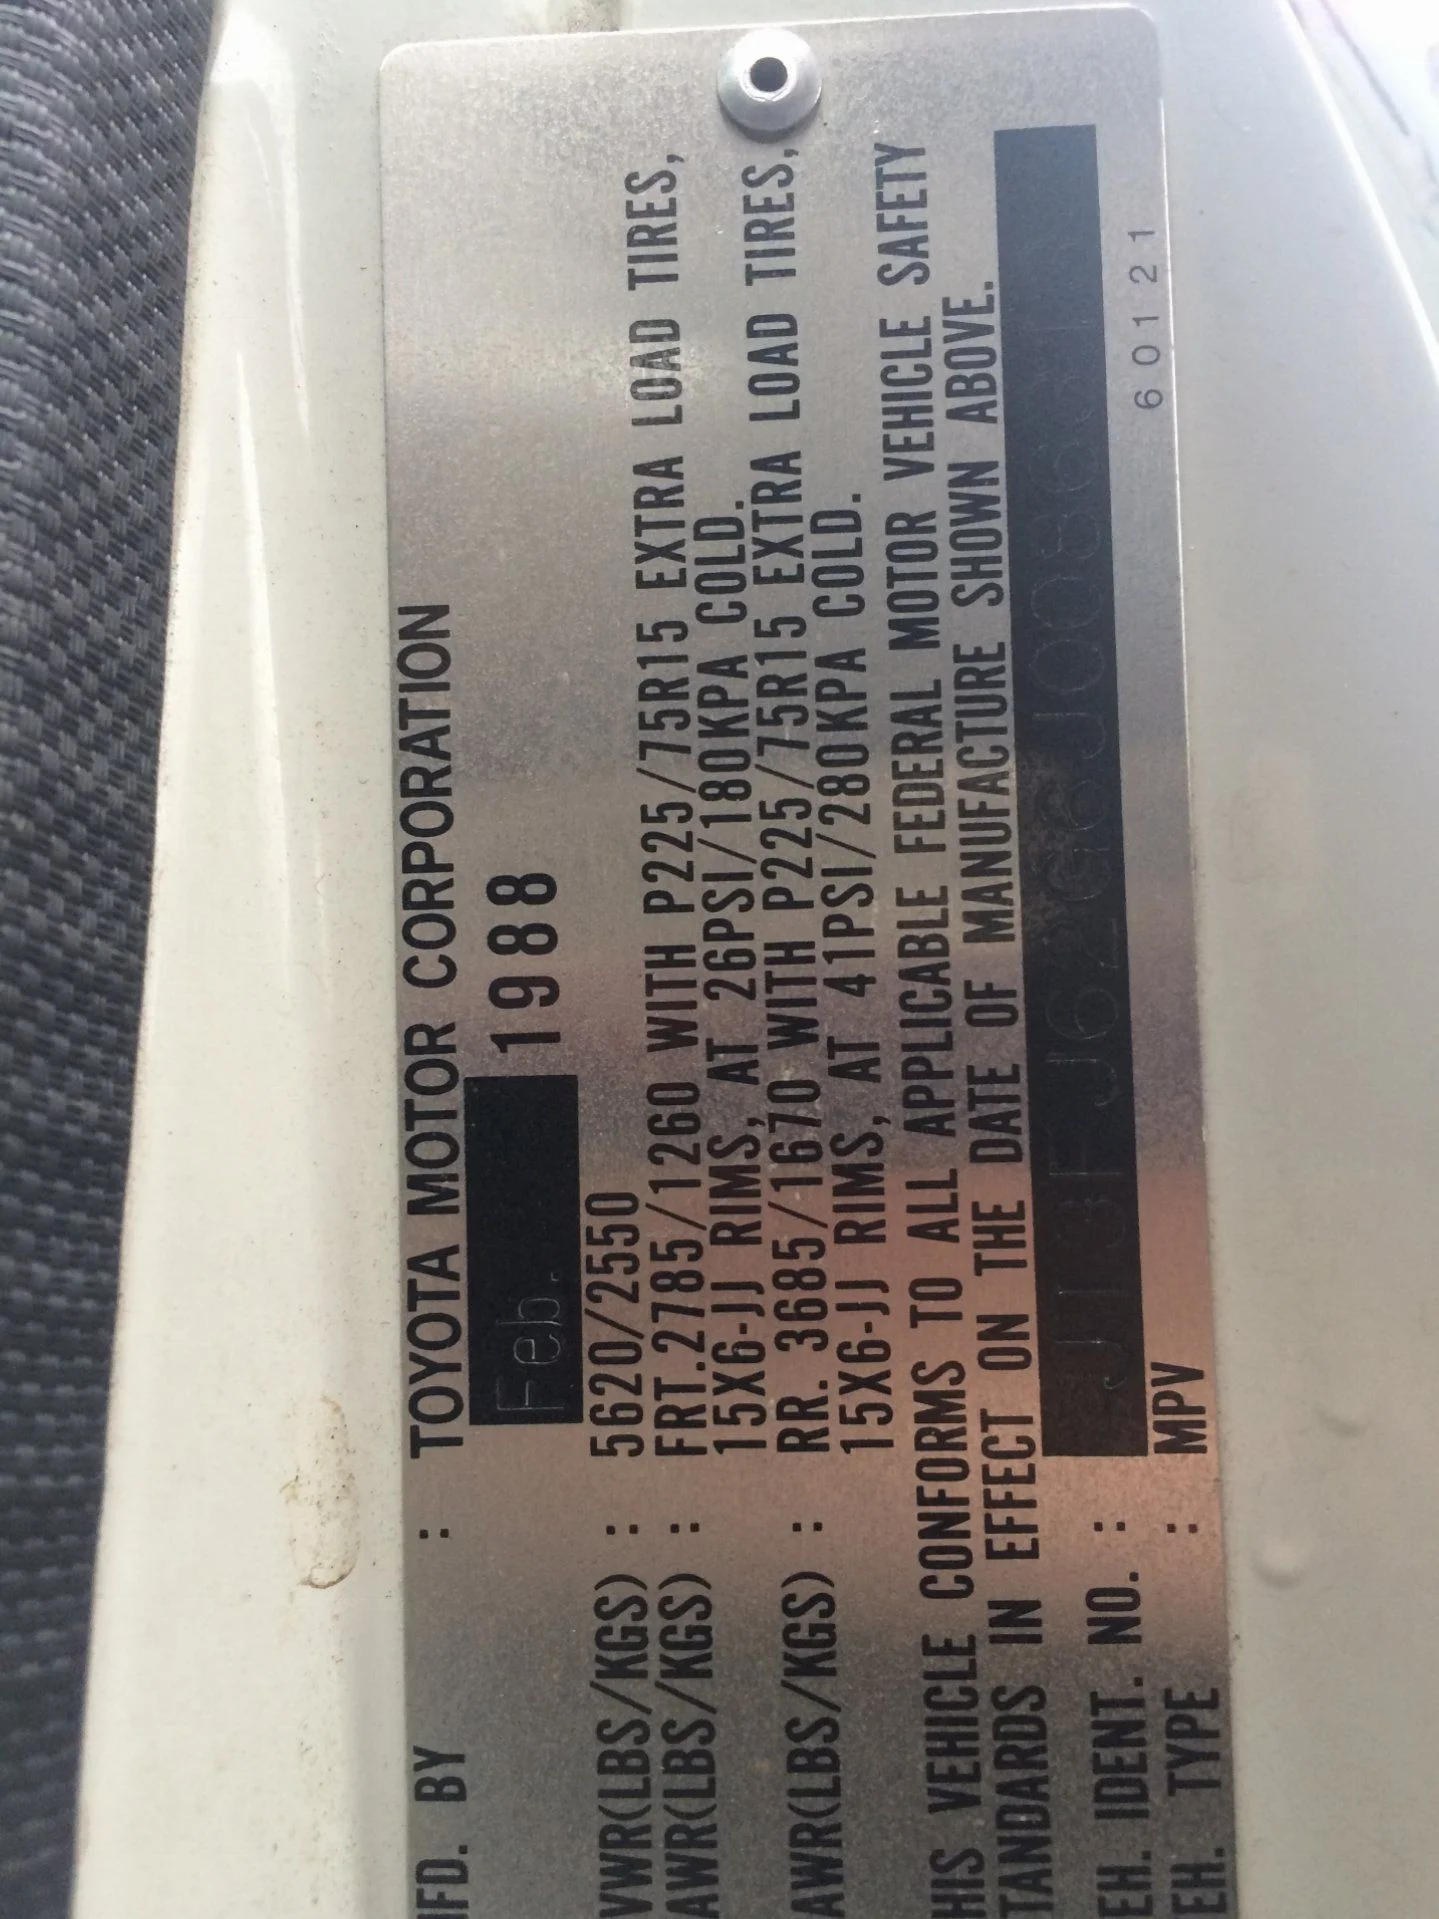 MFD. BY : TOYOTA MOTOR CORPORATION
Feb. 1988
VWR(LBS/KGS) : 5620/2550
AWR(LBS/KGS) : FRT.2785/1260 WITH P225/75R15 EXTRA LOAD TIRES,
15X6-JJ RIMS, AT 26PSI/180KPA COLD.
AWR(LBS/KGS) : RR. 3685/1670 WITH P225/75R15 EXTRA LOAD TIRES,
15X6-JJ RIMS, AT 41PSI/280KPA COLD.
HIS VEHICLE CONFORMS TO ALL APPLICABLE FEDERAL MOTOR VEHICLE SAFETY
TANDARDS IN EFFECT ON THE DATE OF MANUFACTURE SHOWN ABOVE.
EH. IDENT. NO. :
EH. TYPE : MPV
60121